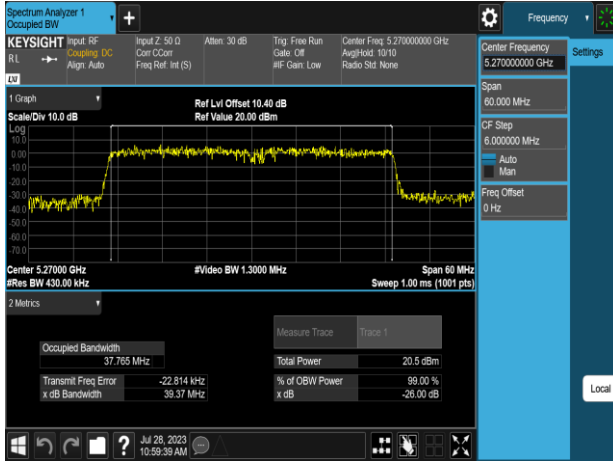 Spectrum Analyzer 1
Occupied BW
Frequency
KEYSIGHT
RL
LXI
Input: RF
Coupling: DC
Align: Auto
Input Z: 50 Ω
Corr CCorr
Freq Ref: Int (S)
Atten: 30 dB
Trig: Free Run
Gate: Off
#IF Gain: Low
Center Freq: 5.270000000 GHz
Avg|Hold: 10/10
Radio Std: None
Center Frequency
5.270000000 GHz
Settings
Span
60.000 MHz
CF Step
6.000000 MHz
Auto
Man
Freq Offset
0 Hz
Local
1 Graph
Scale/Div 10.0 dB
Ref Lvl Offset 10.40 dB
Ref Value 20.00 dBm
Log
10.0
0.00
-10.0
-20.0
-30.0
-40.0
-50.0
-60.0
-70.0
Center 5.27000 GHz
#Res BW 430.00 kHz
#Video BW 1.3000 MHz
Span 60 MHz
Sweep 1.00 ms (1001 pts)
2 Metrics
Measure Trace Trace 1
Occupied Bandwidth
37.765 MHz
Total Power 20.5 dBm
Transmit Freq Error -22.814 kHz
% of OBW Power 99.00 %
x dB Bandwidth 39.37 MHz
x dB -26.00 dB
Jul 28, 2023
10:59:39 AM